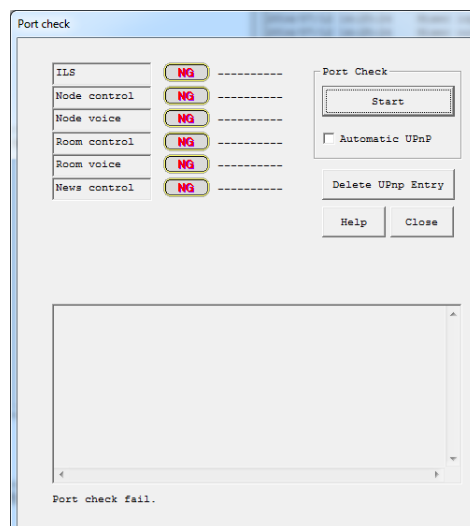 Port check
ILS NG ----------
Node control NG ----------
Node voice NG ----------
Room control NG ----------
Room voice NG ----------
News control NG ----------
Port Check
Start
Automatic UPnP
Delete UPnp Entry
Help Close
Port check fail.